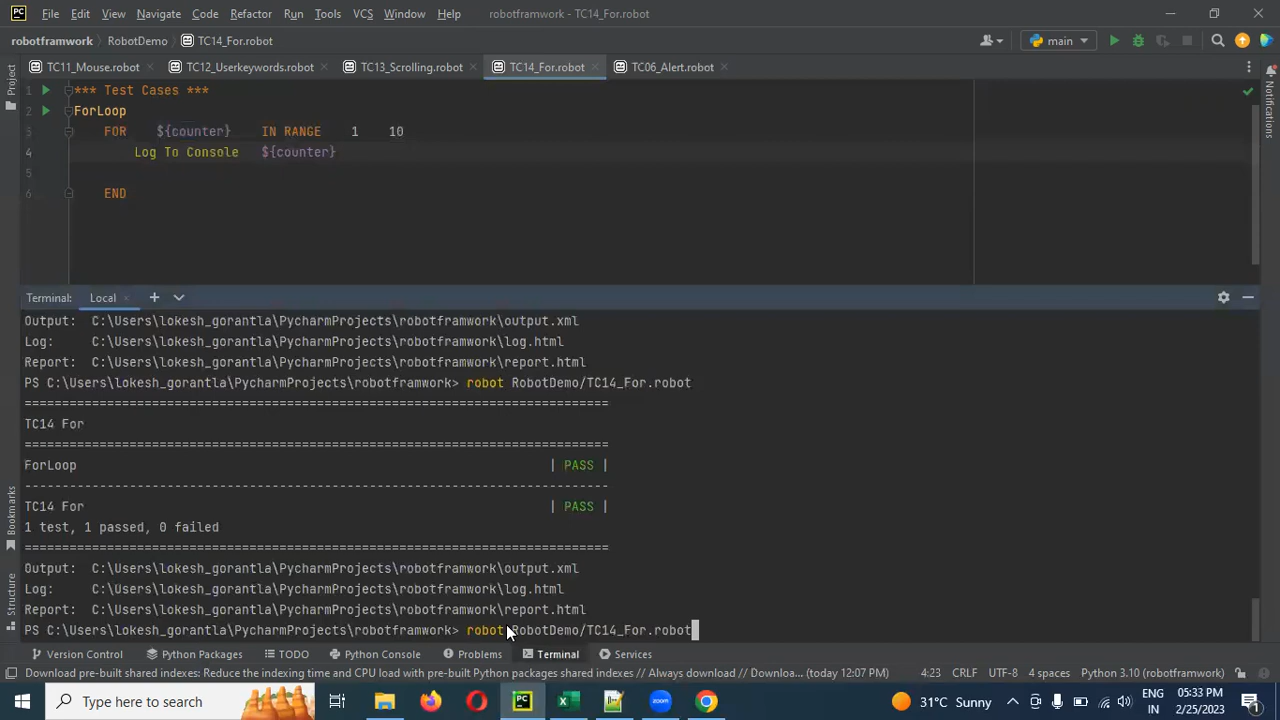 PC File Edit View Navigate Code Refactor Run Tools VCS Window Help robotframwork - TC14_For.robot
robotframwork RobotDemo TC14_For.robot main
TC11_Mouse.robot TC12_Userkeywords.robot TC13_Scrolling.robot TC14_For.robot TC06_Alert.robot
Project
Notifications
1 *** Test Cases ***
2 ForLoop
3 FOR ${counter} IN RANGE 1 10
4 Log To Console ${counter}
5
6 END
Terminal: Local
Output: C:\Users\lokesh_gorantla\PycharmProjects\robotframwork\output.xml
Log: C:\Users\lokesh_gorantla\PycharmProjects\robotframwork\log.html
Report: C:\Users\lokesh_gorantla\PycharmProjects\robotframwork\report.html
PS C:\Users\lokesh_gorantla\PycharmProjects\robotframwork> robot RobotDemo/TC14_For.robot
==============================================================================
TC14 For
==============================================================================
ForLoop | PASS |
------------------------------------------------------------------------------
TC14 For | PASS |
1 test, 1 passed, 0 failed
==============================================================================
Output: C:\Users\lokesh_gorantla\PycharmProjects\robotframwork\output.xml
Log: C:\Users\lokesh_gorantla\PycharmProjects\robotframwork\log.html
Report: C:\Users\lokesh_gorantla\PycharmProjects\robotframwork\report.html
PS C:\Users\lokesh_gorantla\PycharmProjects\robotframwork> robot RobotDemo/TC14_For.robot
Bookmarks
Structure
Version Control Python Packages TODO Python Console Problems Terminal Services
Download pre-built shared indexes: Reduce the indexing time and CPU load with pre-built Python packages shared indexes // Always download // Downloa... (today 12:07 PM) 4:23 CRLF UTF-8 4 spaces Python 3.10 (robotframwork)
Type here to search
PC
zoom
31°C Sunny
ENG
IN
05:33 PM
2/25/2023
1